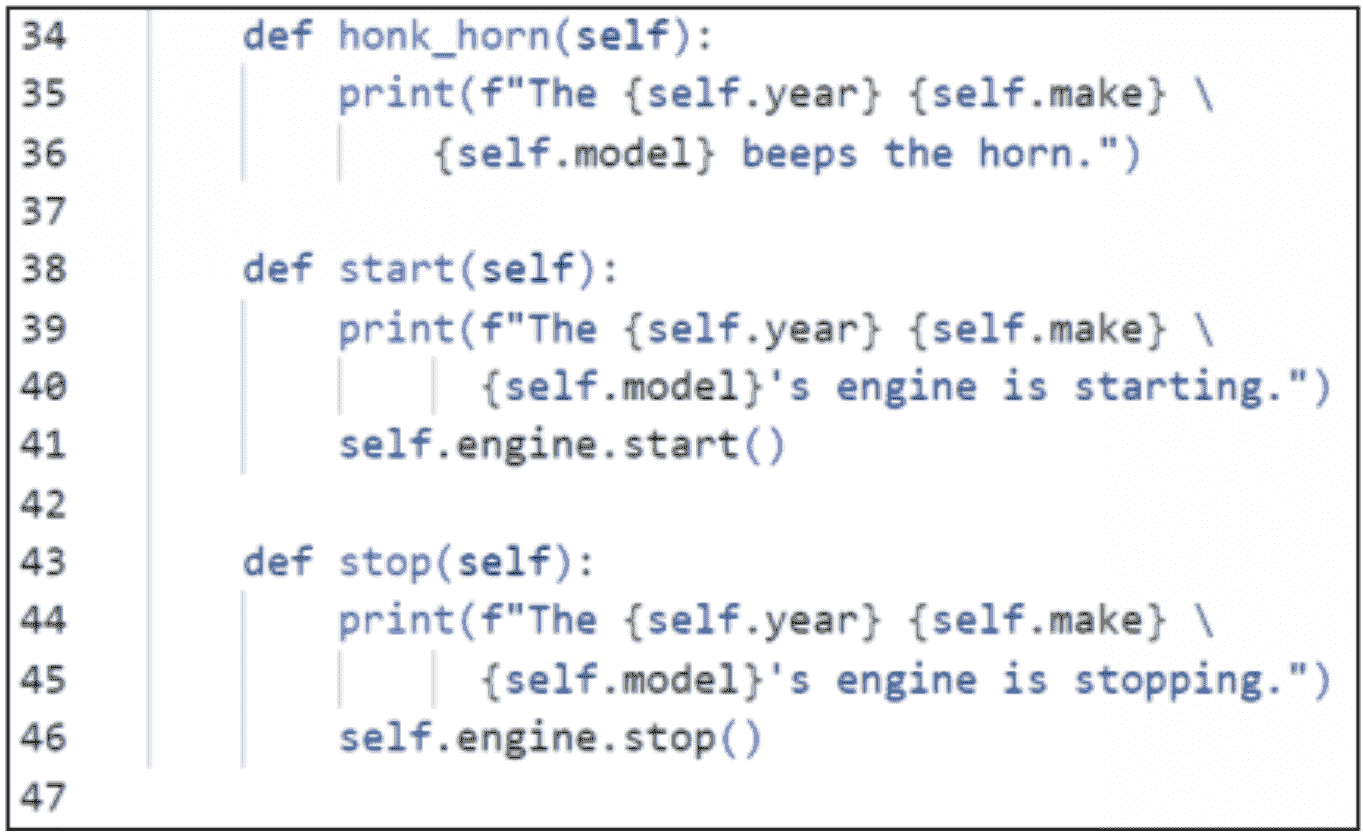 34 def honk_horn(self):
35 print(f"The {self.year} {self.make} \
36 {self.model} beeps the horn.")
37
38 def start(self):
39 print(f"The {self.year} {self.make} \
40 {self.model}'s engine is starting.")
41 self.engine.start()
42
43 def stop(self):
44 print(f"The {self.year} {self.make} \
45 {self.model}'s engine is stopping.")
46 self.engine.stop()
47